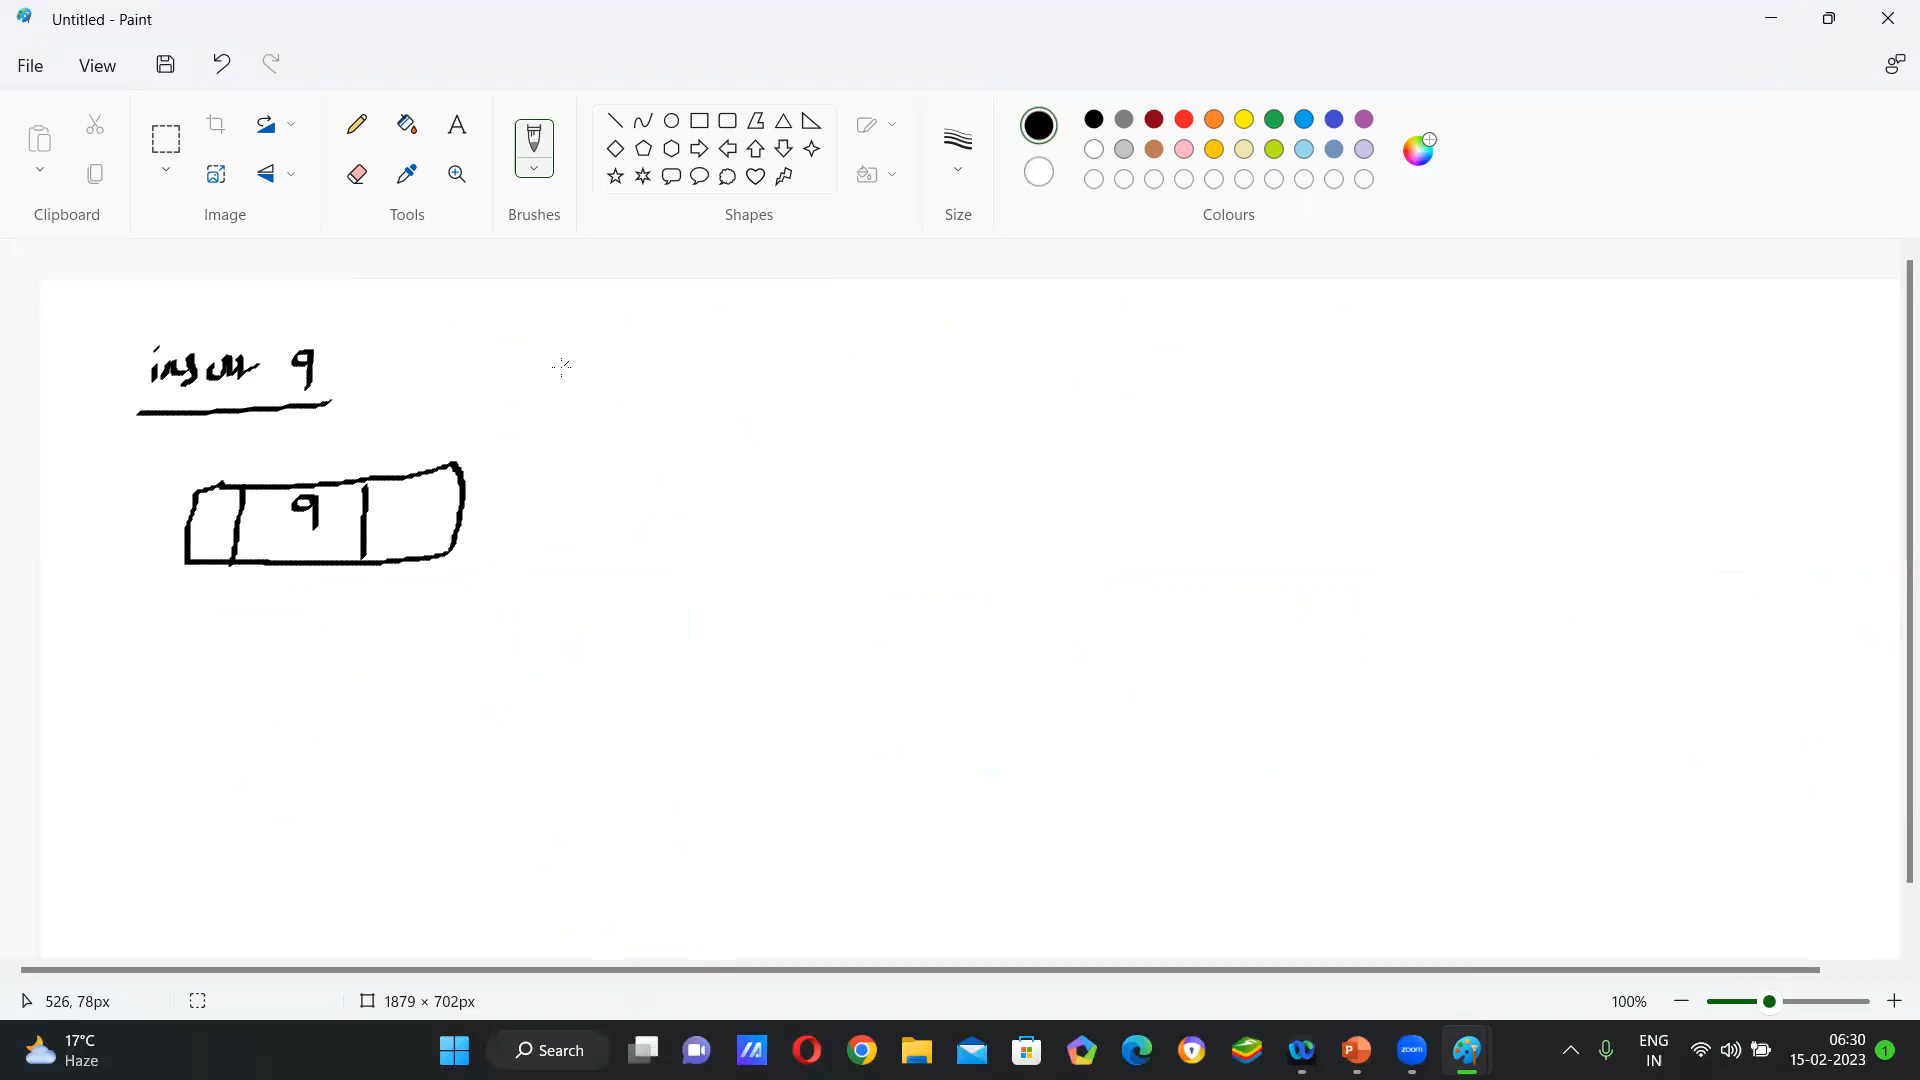 Untitled - Paint
File View
Clipboard Image Tools Brushes Shapes Size Colours
insert 9
9
526, 78px 1879 × 702px 100%
17°C
Haze
Search
zoom
ENG
IN
06:30
15-02-2023
1